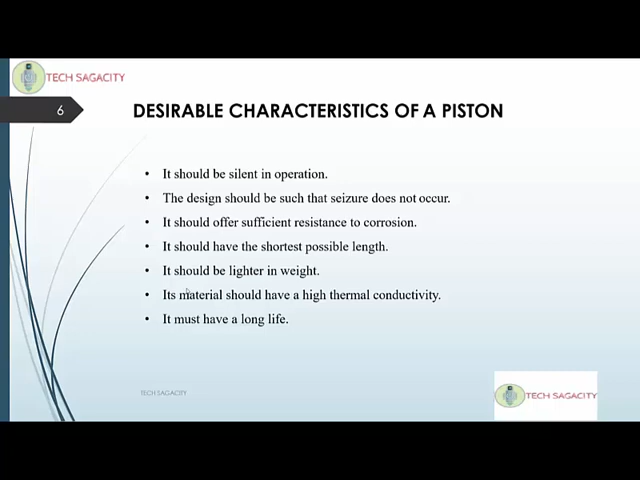 TECH SAGACITY
6
DESIRABLE CHARACTERISTICS OF A PISTON
• It should be silent in operation.
• The design should be such that seizure does not occur.
• It should offer sufficient resistance to corrosion.
• It should have the shortest possible length.
• It should be lighter in weight.
• Its material should have a high thermal conductivity.
• It must have a long life.
TECH SAGACITY
TECH SAGACITY